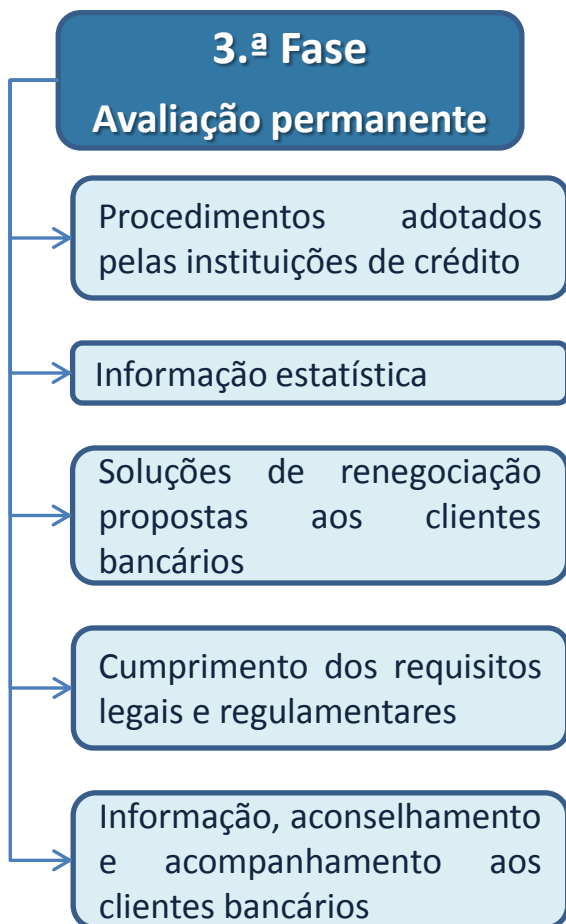 3.ª Fase
Avaliação permanente
Procedimentos adotados
pelas instituições de crédito
Informação estatística
Soluções de renegociação
propostas aos clientes
bancários
Cumprimento dos requisitos
legais e regulamentares
Informação, aconselhamento
e acompanhamento aos
clientes bancários